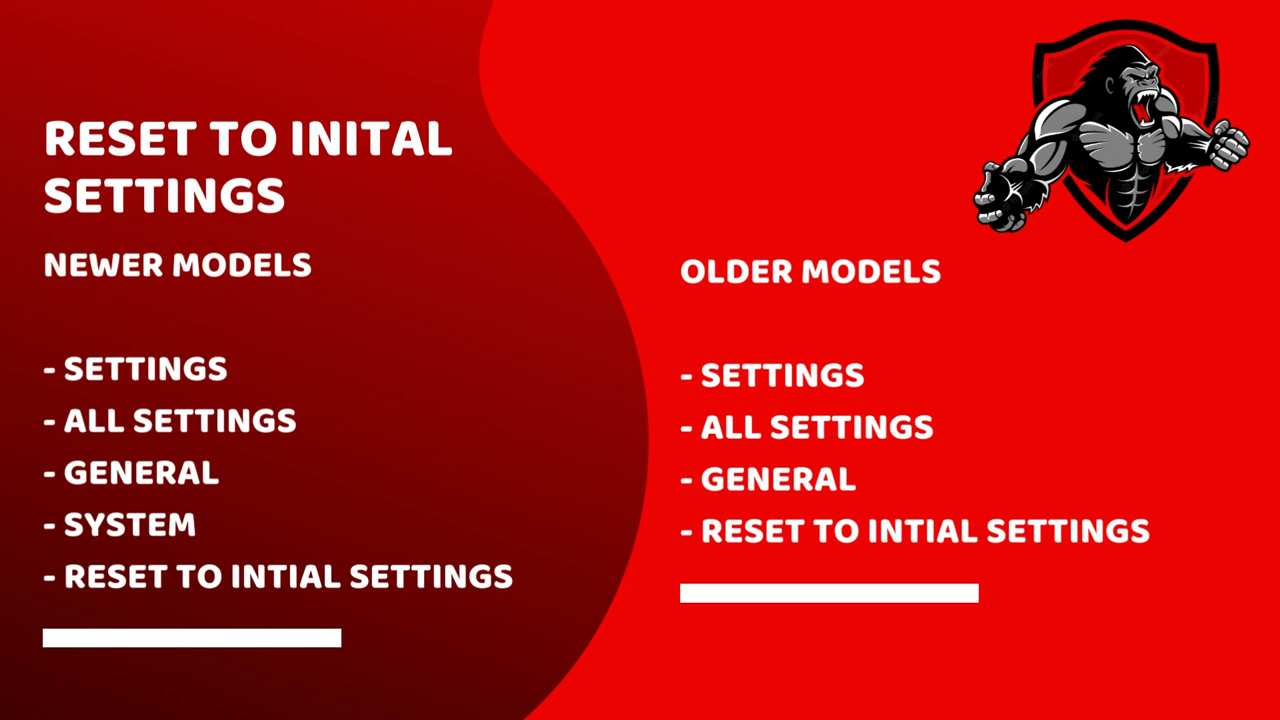 RESET TO INITAL
SETTINGS
NEWER MODELS
- SETTINGS
- ALL SETTINGS
- GENERAL
- SYSTEM
- RESET TO INTIAL SETTINGS
OLDER MODELS
- SETTINGS
- ALL SETTINGS
- GENERAL
- RESET TO INTIAL SETTINGS